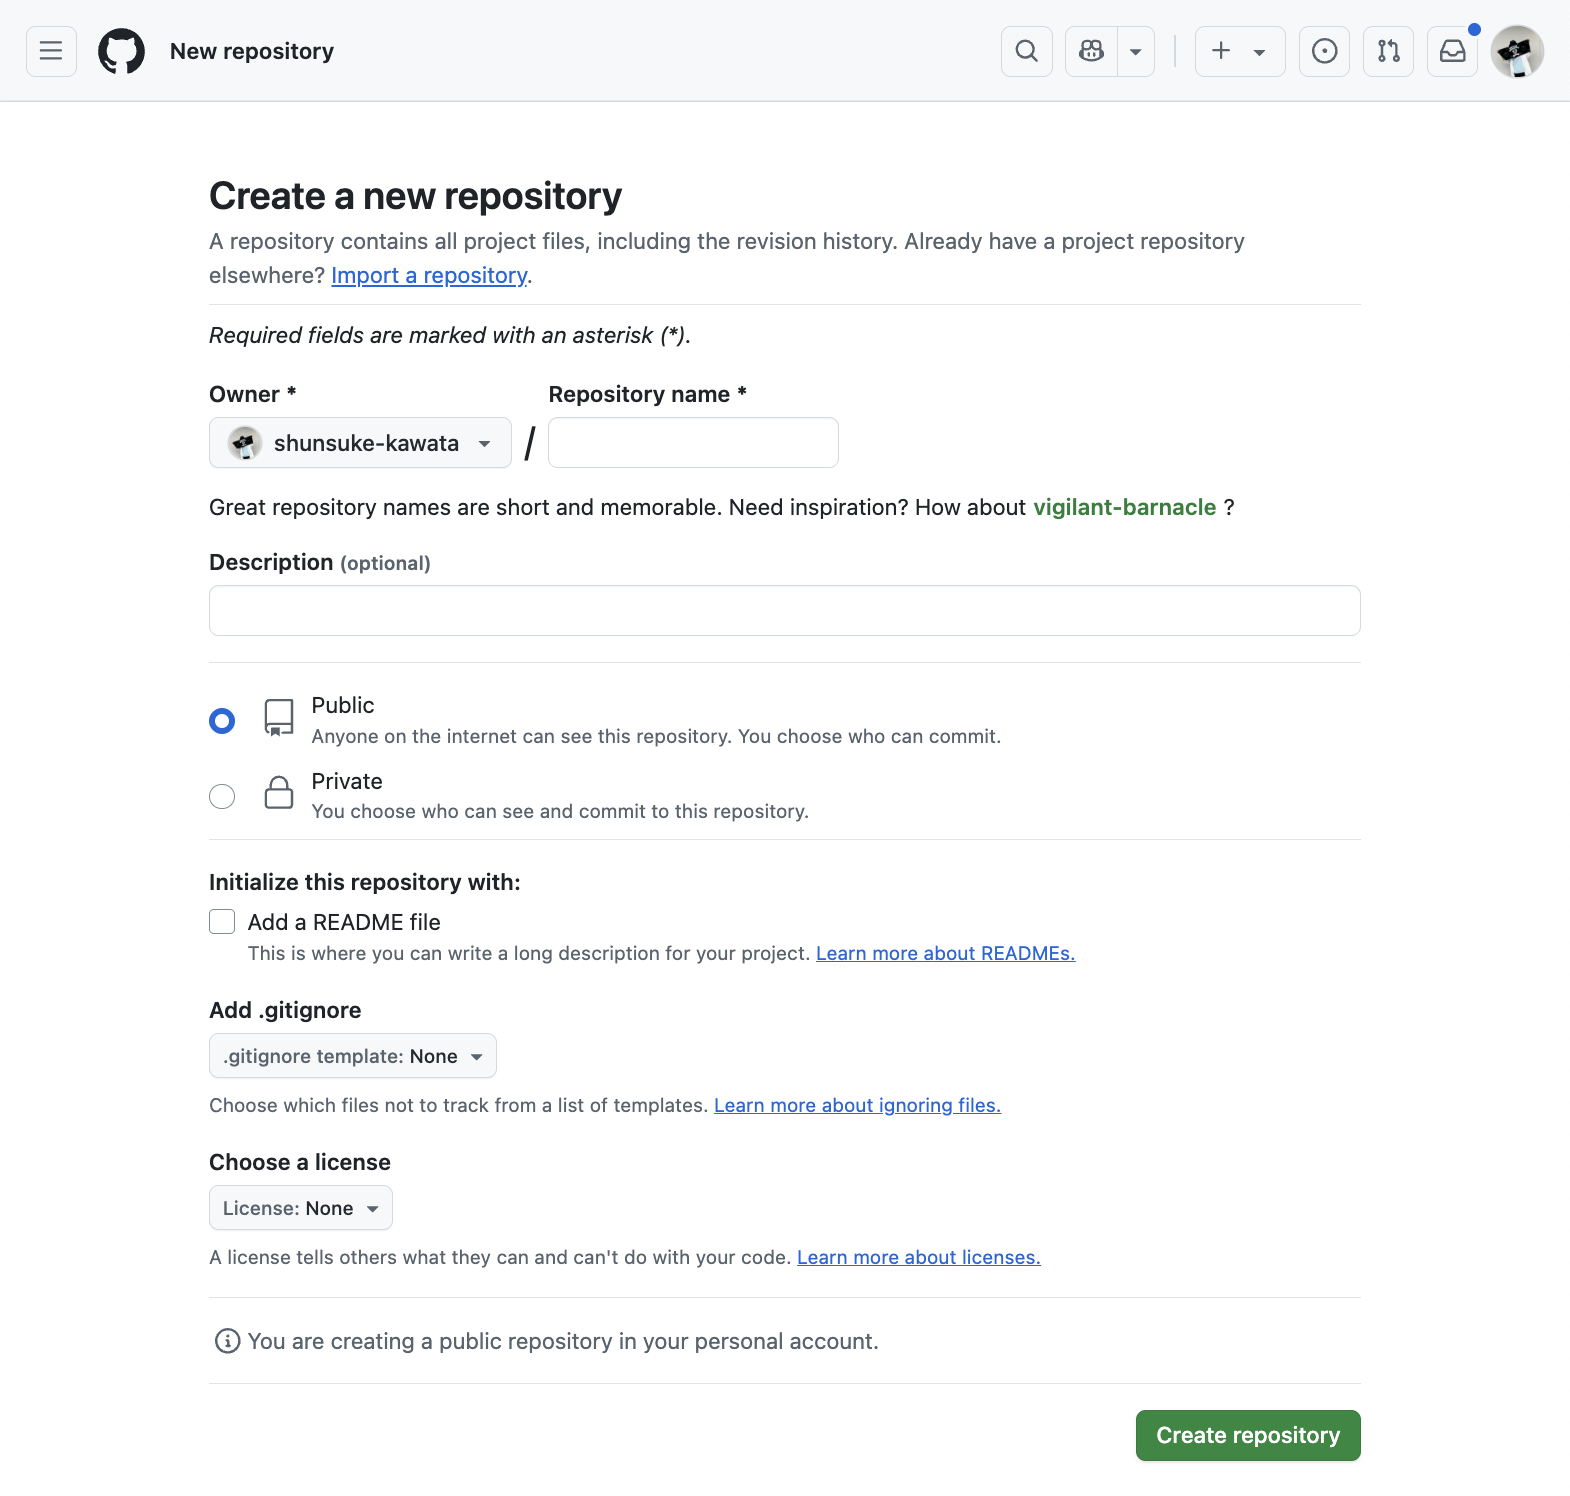 New repository
Create a new repository
A repository contains all project files, including the revision history. Already have a project repository
elsewhere? Import a repository.
Required fields are marked with an asterisk (*).
Owner * Repository name *
shunsuke-kawata /
Great repository names are short and memorable. Need inspiration? How about vigilant-barnacle ?
Description (optional)
Public
Anyone on the internet can see this repository. You choose who can commit.
Private
You choose who can see and commit to this repository.
Initialize this repository with:
Add a README file
This is where you can write a long description for your project. Learn more about READMEs.
Add .gitignore
.gitignore template: None
Choose which files not to track from a list of templates. Learn more about ignoring files.
Choose a license
License: None
A license tells others what they can and can't do with your code. Learn more about licenses.
You are creating a public repository in your personal account.
Create repository